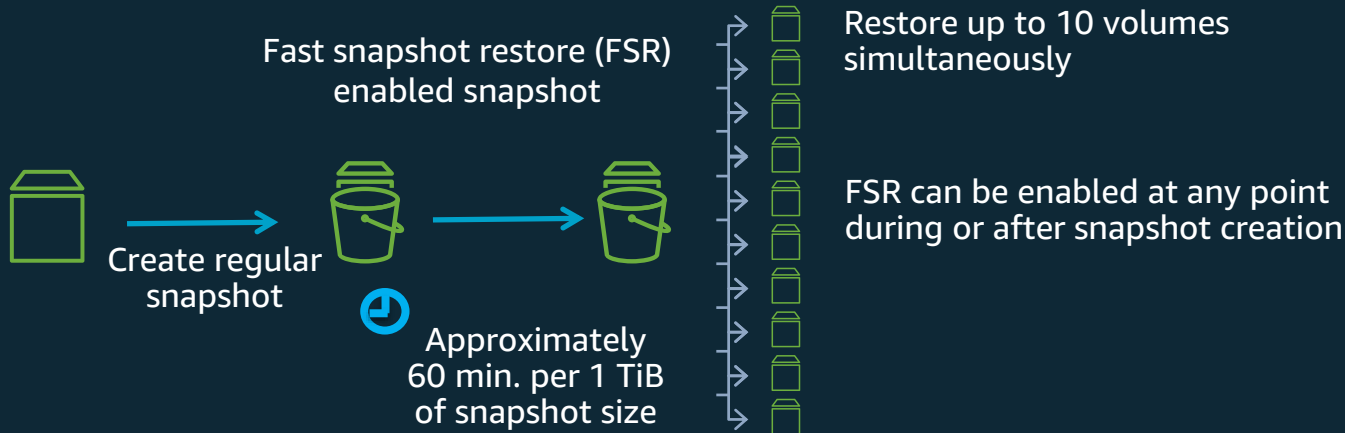 Fast snapshot restore (FSR)
enabled snapshot
Create regular
snapshot
Approximately
60 min. per 1 TiB
of snapshot size
Restore up to 10 volumes
simultaneously
FSR can be enabled at any point
during or after snapshot creation